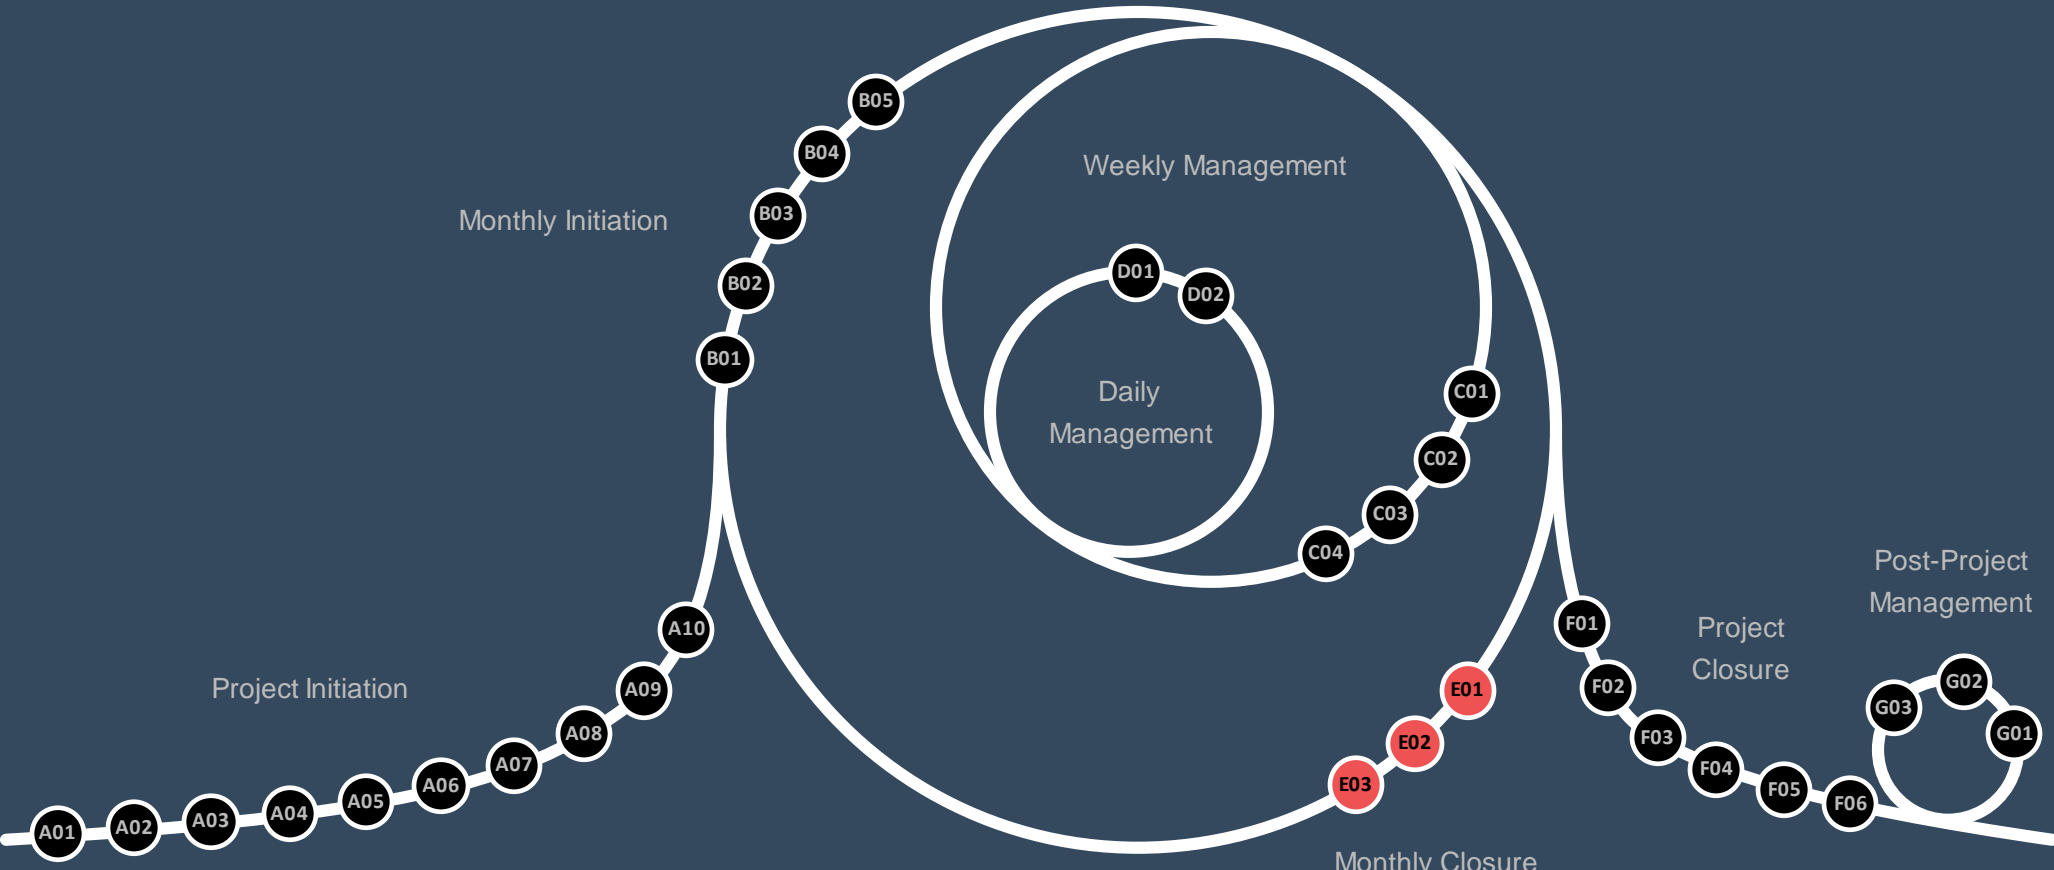 B05
B04
Weekly Management
B03
Monthly Initiation
D01
B02
D02
B01
Daily
Management
C01
C02
C03
C04
Post-Project
Management
Project
Closure
F01
A10
G02
F02
E01
A09
Project Initiation
G03
G01
F03
A08
E02
F04
A07
E03
A06
F05
A05
F06
A04
A03
A02
A01
Monthly Closure